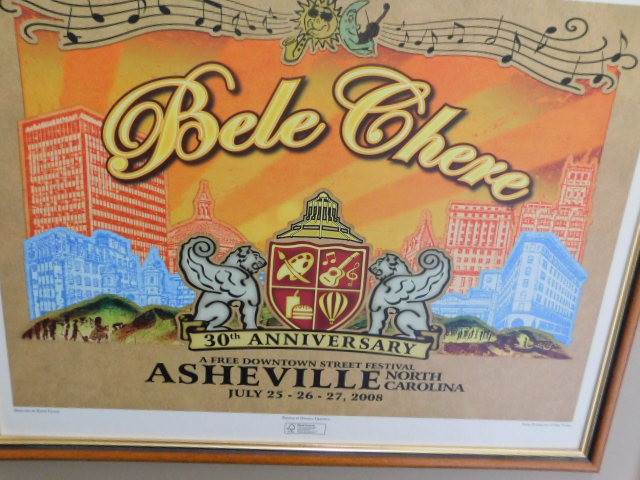 Bele Chere
30th ANNIVERSARY
A FREE DOWNTOWN STREET FESTIVAL
ASHEVILLE NORTH CAROLINA
JULY 25 - 26 - 27, 2008